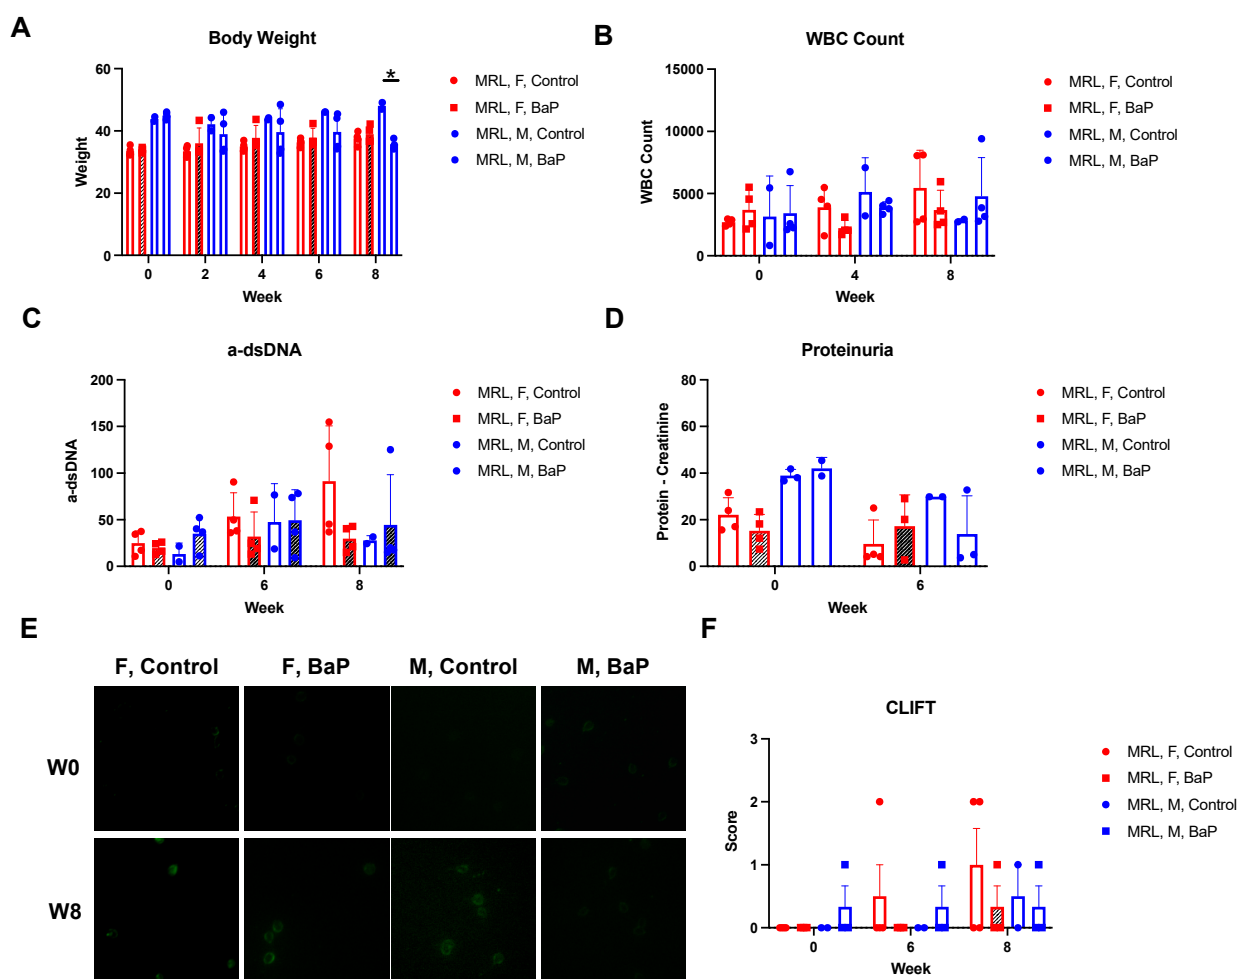 A
Body Weight
60
40
20
0
Weight
*
0 2 4 6 8
Week
MRL, F, Control
MRL, F, BaP
MRL, M, Control
MRL, M, BaP
B
WBC Count
15000
10000
5000
0
WBC Count
0 4 8
Week
MRL, F, Control
MRL, F, BaP
MRL, M, Control
MRL, M, BaP
C
a-dsDNA
200
150
100
50
0
a-dsDNA
0 6 8
Week
MRL, F, Control
MRL, F, BaP
MRL, M, Control
MRL, M, BaP
D
Proteinuria
80
60
40
20
0
Protein - Creatinine
0 6
Week
MRL, F, Control
MRL, F, BaP
MRL, M, Control
MRL, M, BaP
E
F, Control F, BaP M, Control M, BaP
W0
W8
F
CLIFT
3
2
1
0
Score
0 6 8
Week
MRL, F, Control
MRL, F, BaP
MRL, M, Control
MRL, M, BaP